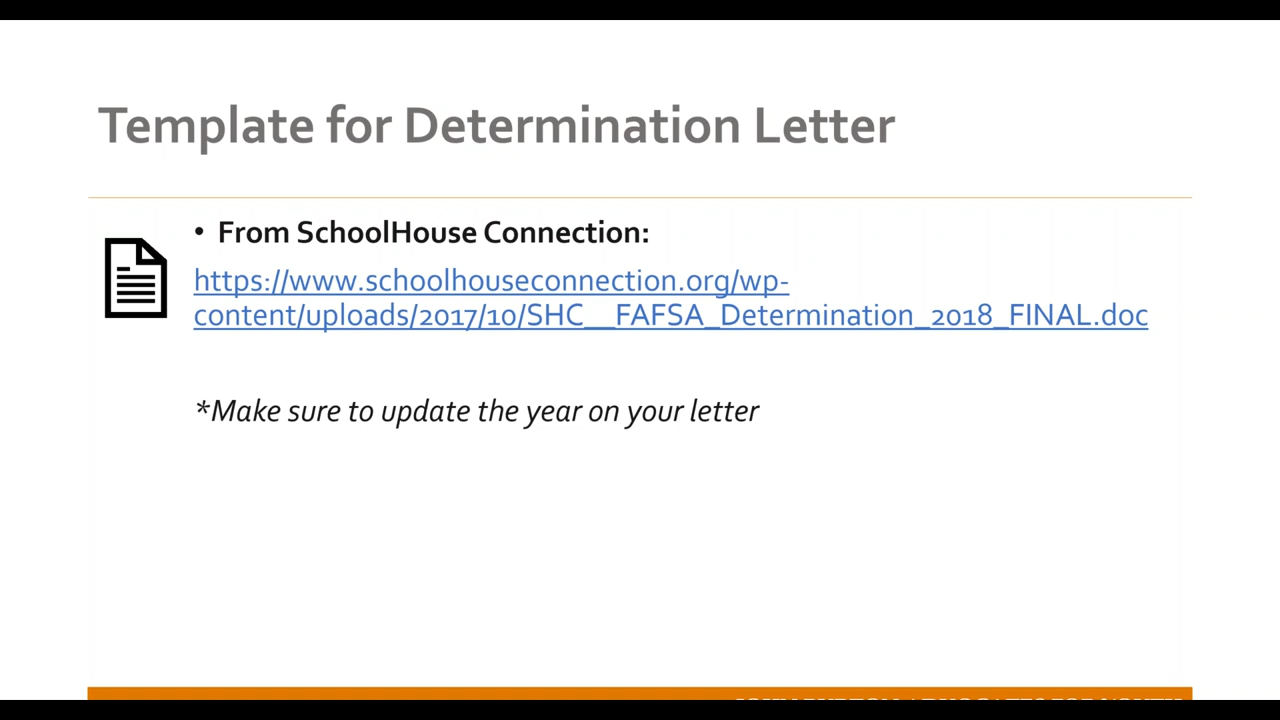 Template for Determination Letter
• From SchoolHouse Connection:
https://www.schoolhouseconnection.org/wp-
content/uploads/2017/10/SHC__FAFSA_Determination_2018_FINAL.doc
*Make sure to update the year on your letter